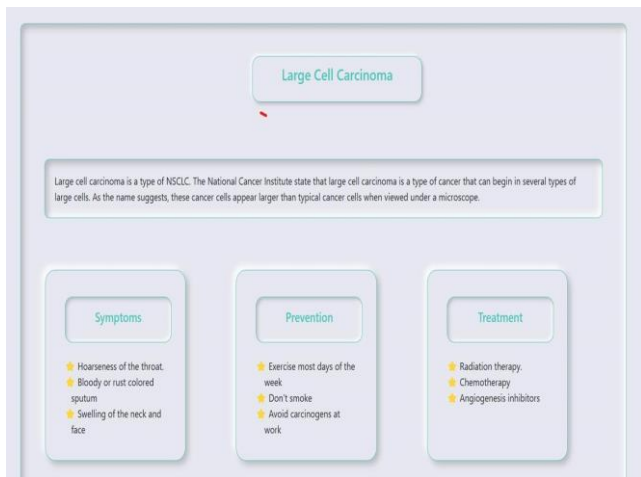 Large Cell Carcinoma
Large cell carcinoma is a type of NSCLC. The National Cancer Institute state that large cell carcinoma is a type of cancer that can begin in several types of
large cells. As the name suggests, these cancer cells appear larger than typical cancer cells when viewed under a microscope.
Symptoms
Hoarseness of the throat.
Bloody or rust colored
sputum
Swelling of the neck and
face
Prevention
Exercise most days of the
week
Don't smoke
Avoid carcinogens at
work
Treatment
Radiation therapy.
Chemotherapy
Angiogenesis inhibitors